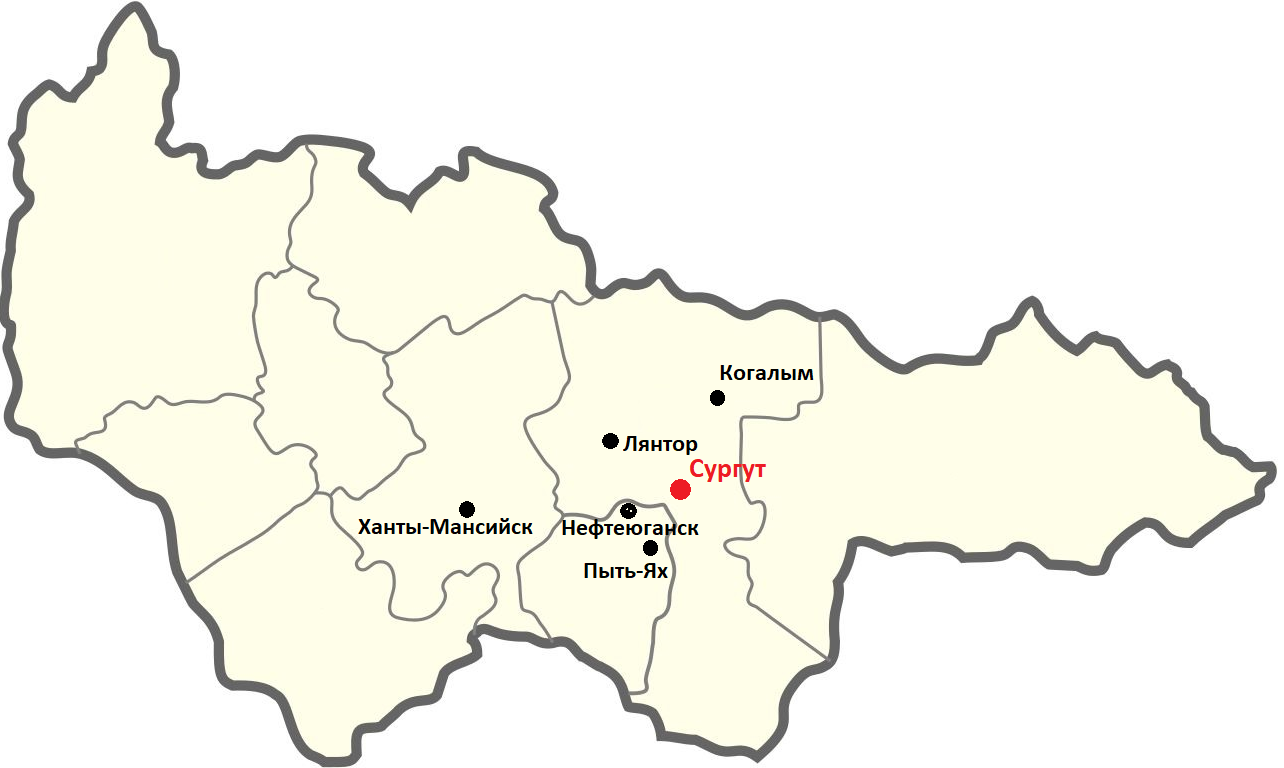 Когалым
Лянтор
Сургут
Ханты-Мансийск
Нефтеюганск
Пыть-Ях